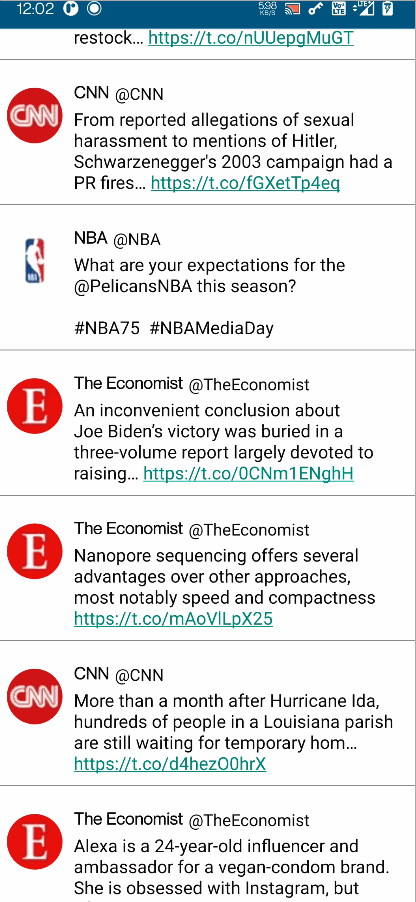 12:02 5.98 KB/S Vo LTE LTE
restock... https://t.co/nUUepgMuGT
CNN CNN @CNN
From reported allegations of sexual
harassment to mentions of Hitler,
Schwarzenegger's 2003 campaign had a
PR fires... https://t.co/fGXetTp4eq
NBA NBA @NBA
What are your expectations for the
@PelicansNBA this season?
#NBA75 #NBAMediaDay
E The Economist @TheEconomist
An inconvenient conclusion about
Joe Biden’s victory was buried in a
three-volume report largely devoted to
raising... https://t.co/0CNm1ENghH
E The Economist @TheEconomist
Nanopore sequencing offers several
advantages over other approaches,
most notably speed and compactness
https://t.co/mAoVlLpX25
CNN CNN @CNN
More than a month after Hurricane Ida,
hundreds of people in a Louisiana parish
are still waiting for temporary hom...
https://t.co/d4hezO0hrX
E The Economist @TheEconomist
Alexa is a 24-year-old influencer and
ambassador for a vegan-condom brand.
She is obsessed with Instagram, but